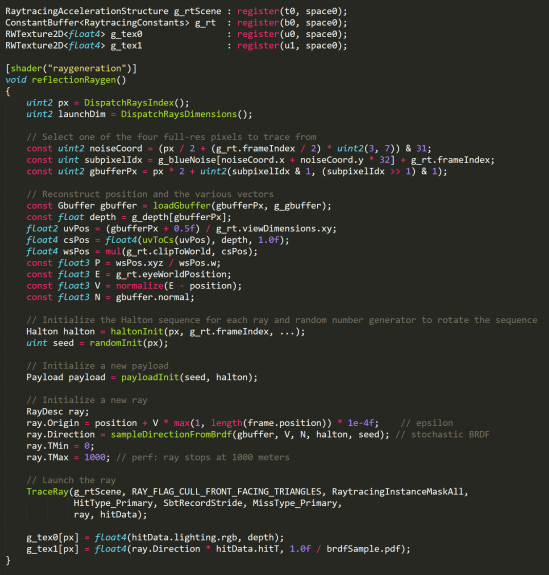 RaytracingAccelerationStructure g_rtScene : register(t0, space0);
ConstantBuffer<RaytracingConstants> g_rt  : register(b0, space0);
RWTexture2D<float4> g_tex0                : register(u0, space0);
RWTexture2D<float4> g_tex1                : register(u1, space0);

[shader("raygeneration")]
void reflectionRaygen()
{
    uint2 px = DispatchRaysIndex();
    uint2 launchDim = DispatchRaysDimensions();

    // Select one of the four full-res pixels to trace from
    const uint2 noiseCoord = (px / 2 + (g_rt.frameIndex / 2) * uint2(3, 7)) & 31;
    const uint subpixelIdx = g_blueNoise[noiseCoord.x + noiseCoord.y * 32] + g_rt.frameIndex;
    const uint2 gbufferPx = px * 2 + uint2(subpixelIdx & 1, (subpixelIdx >> 1) & 1);

    // Reconstruct position and the various vectors
    const Gbuffer gbuffer = loadGbuffer(gbufferPx, g_gbuffer);
    const float depth = g_depth[gbufferPx];
    float2 uvPos = (gbufferPx + 0.5f) / g_rt.viewDimensions.xy;
    float4 csPos = float4(uvToCs(uvPos), depth, 1.0f);
    float4 wsPos = mul(g_rt.clipToWorld, csPos);
    const float3 P = wsPos.xyz / wsPos.w;
    const float3 E = g_rt.eyeWorldPosition;
    const float3 V = normalize(E - position);
    const float3 N = gbuffer.normal;

    // Initialize the Halton sequence for each ray and random number generator to rotate the sequence
    Halton halton = haltonInit(px, g_rt.frameIndex, ...);
    uint seed = randomInit(px);

    // Initialize a new payload
    Payload payload = payloadInit(seed, halton);

    // Initialize a new ray
    RayDesc ray;
    ray.Origin = position + V * max(1, length(frame.position)) * 1e-4f;    // epsilon
    ray.Direction = sampleDirectionFromBrdf(gbuffer, V, N, halton, seed); // stochastic BRDF
    ray.TMin = 0;
    ray.TMax = 1000; // perf: ray stops at 1000 meters

    // Launch the ray
    TraceRay(g_rtScene, RAY_FLAG_CULL_FRONT_FACING_TRIANGLES, RaytracingInstanceMaskAll,
             HitType_Primary, SbtRecordStride, MissType_Primary,
             ray, hitData);

    g_tex0[px] = float4(hitData.lighting.rgb, depth);
    g_tex1[px] = float4(ray.Direction * hitData.hitT, 1.0f / brdfSample.pdf);
}